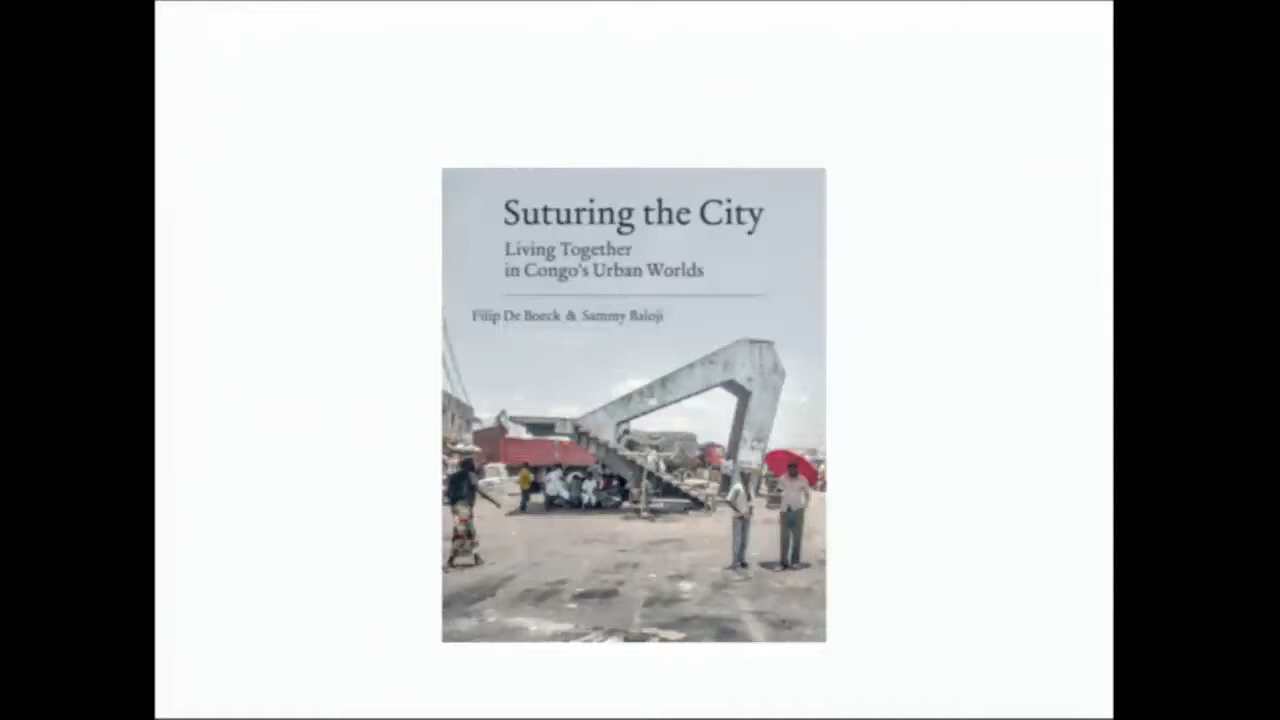 Suturing the City
Living Together
in Congo's Urban Worlds
Filip De Boeck & Sammy Baloji